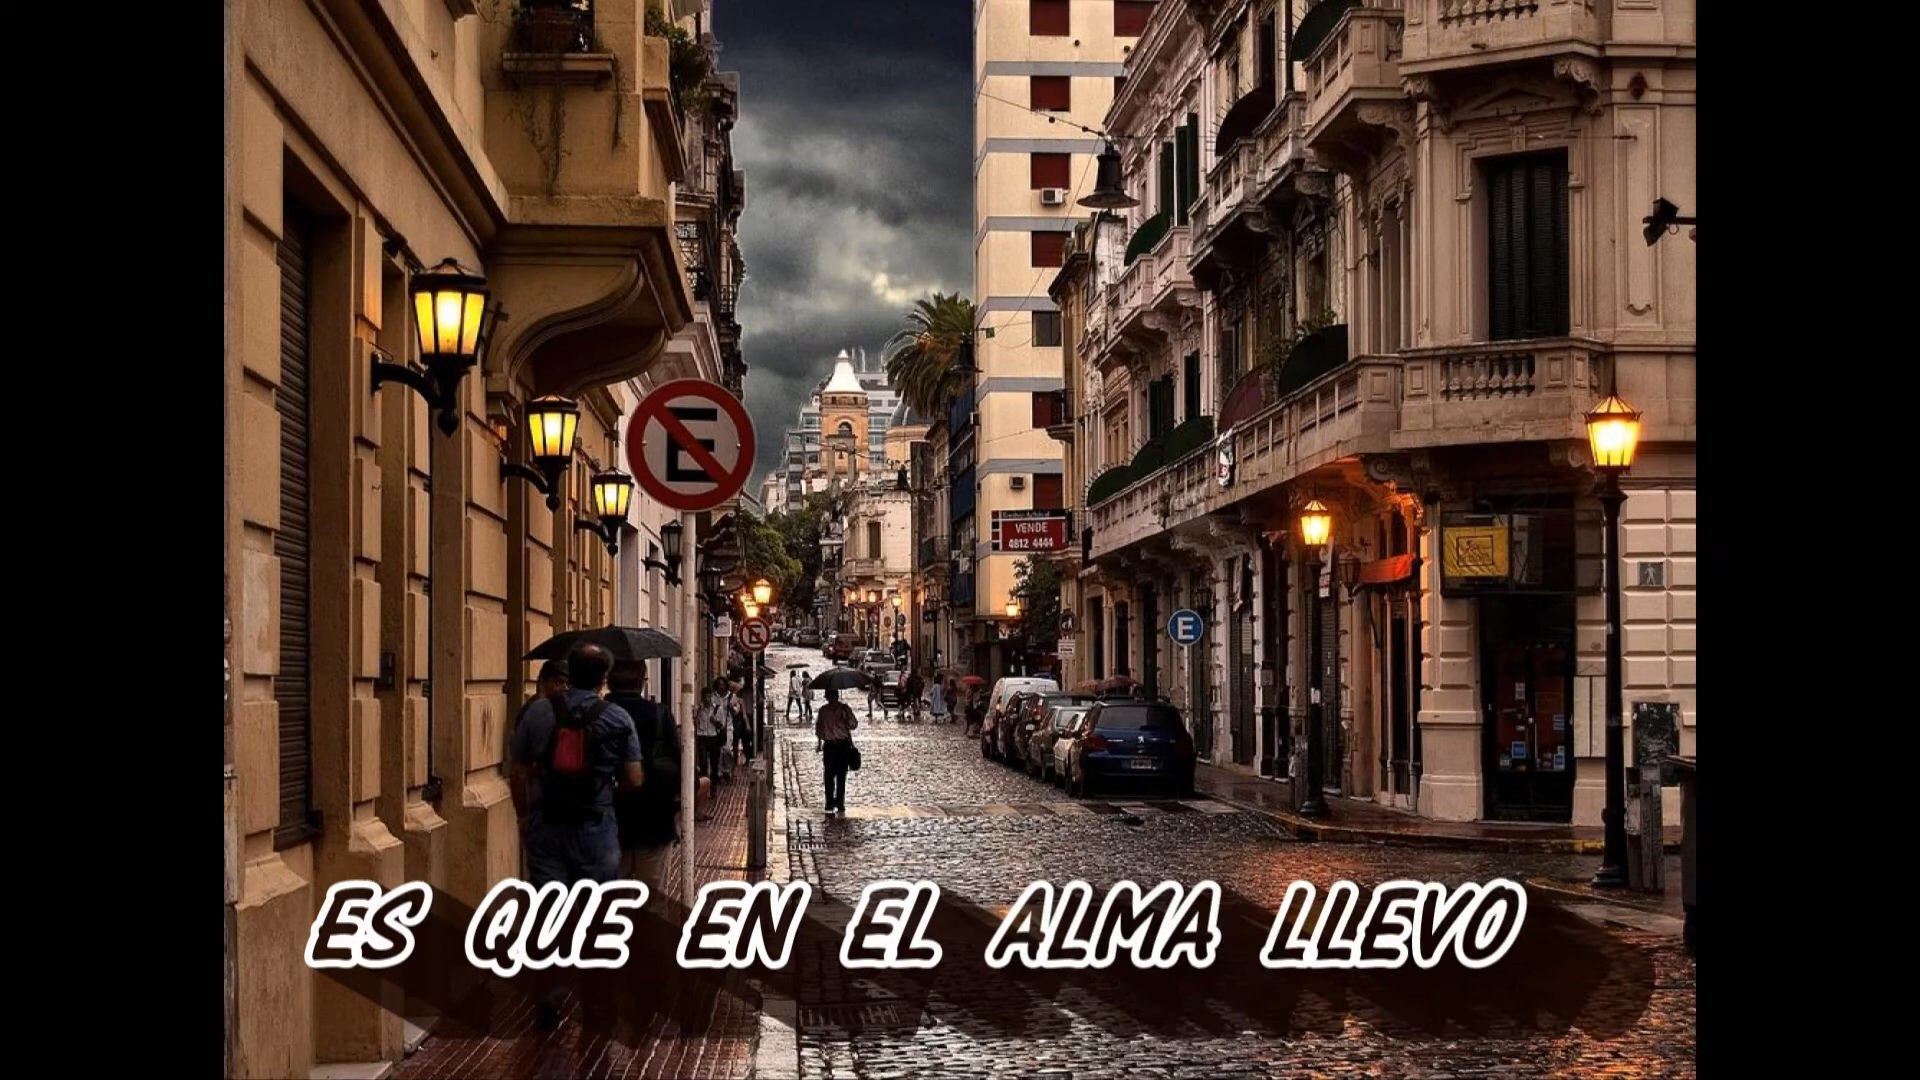 E
VENDE
4812 4444
E
E
ES QUE EN EL ALMA LLEVO